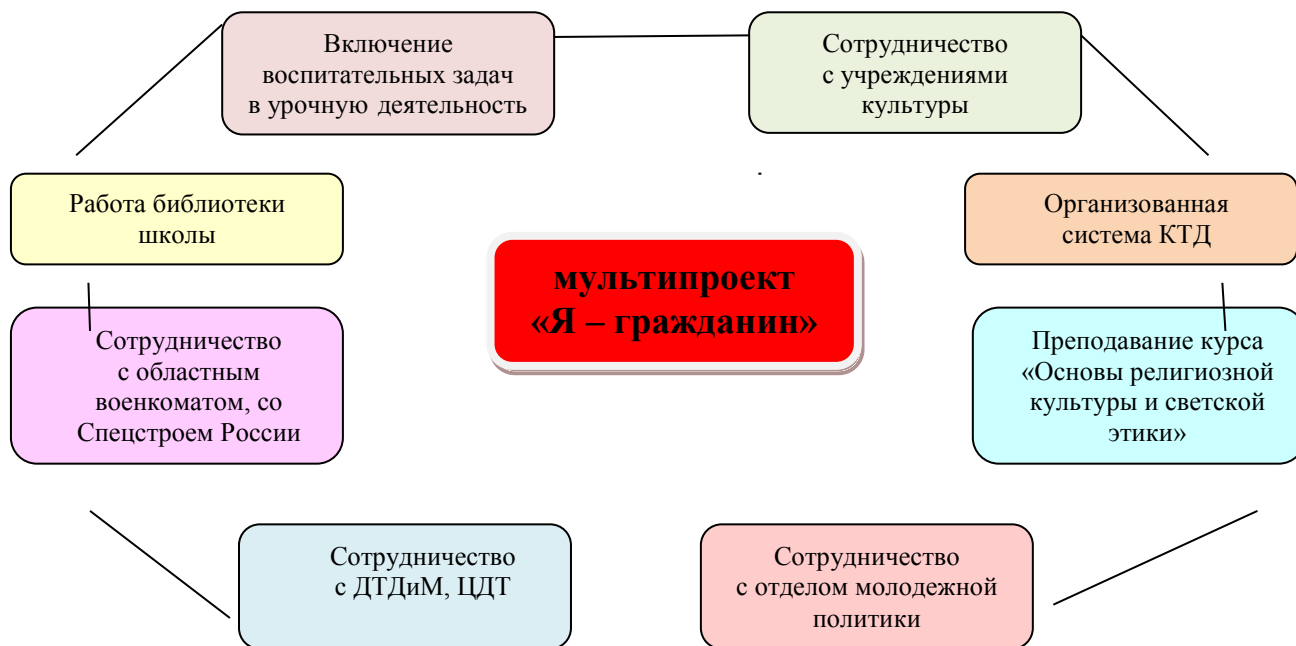 Включение
воспитательных задач
в урочную деятельность
Сотрудничество
с учреждениями
культуры
Работа библиотеки
школы
Организованная
система КТД
мультипроект
«Я – гражданин»
Сотрудничество
с областным
военкоматом, со
Спецстроем России
Преподавание курса
«Основы религиозной
культуры и светской
этики»
Сотрудничество
с ДТДиМ, ЦДТ
Сотрудничество
с отделом молодежной
политики